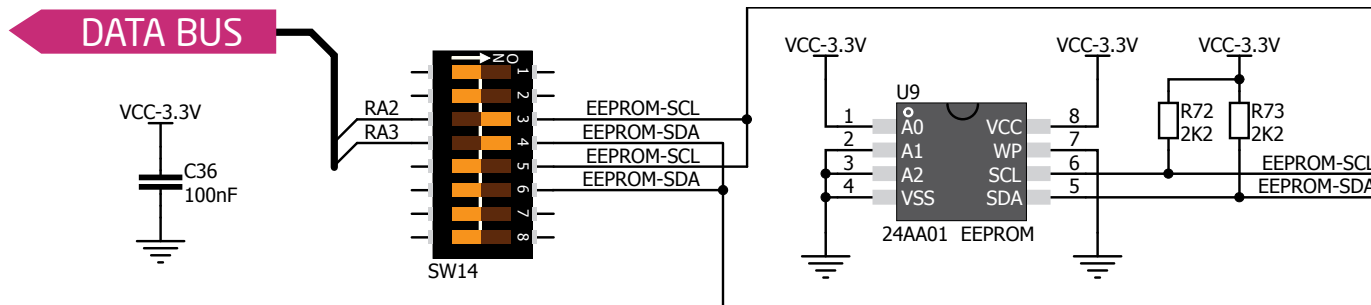 DATA BUS
VCC-3.3V
C36
100nF
RA2
RA3
ON
1
2
3
4
5
6
7
8
SW14
EEPROM-SCL
EEPROM-SDA
EEPROM-SCL
EEPROM-SDA
VCC-3.3V
VCC-3.3V
VCC-3.3V
U9
1 A0 VCC 8
2 A1 WP 7
3 A2 SCL 6
4 VSS SDA 5
24AA01 EEPROM
R72
2K2
R73
2K2
EEPROM-SCL
EEPROM-SDA